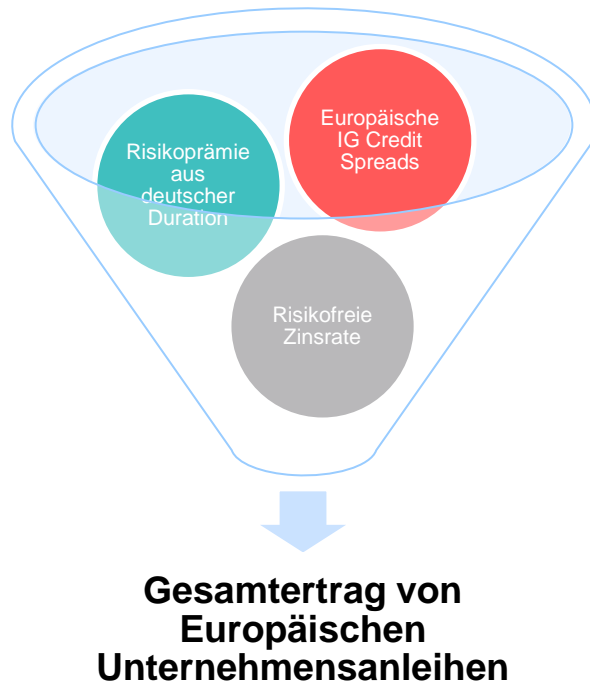 Risikoprämie
aus
deutscher
Duration
Europäische
IG Credit
Spreads
Risikofreie
Zinsrate
Gesamtertrag von
Europäischen
Unternehmensanleihen